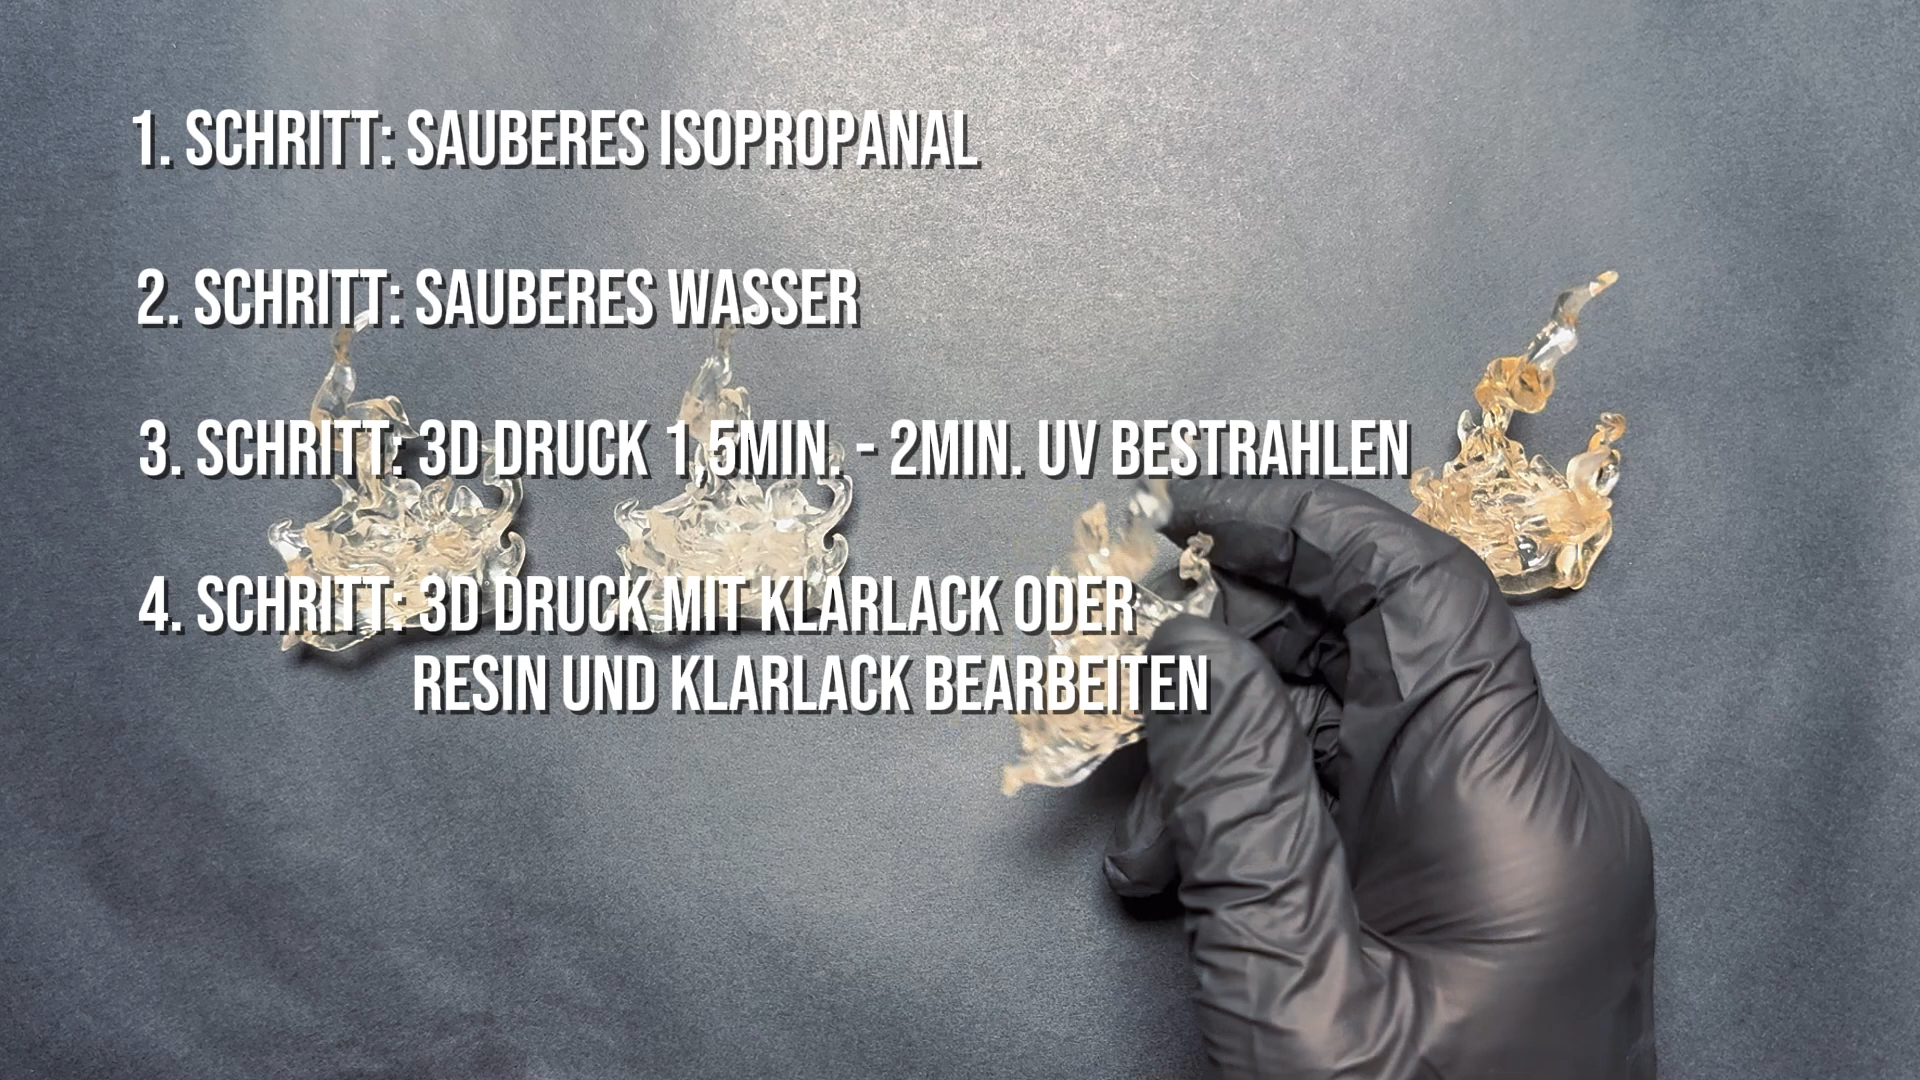 1. SCHRITT: SAUBERES ISOPROPANAL
2. SCHRITT: SAUBERES WASSER
3. SCHRITT: 3D DRUCK 1,5MIN. - 2MIN. UV BESTRAHLEN
4. SCHRITT: 3D DRUCK MIT KLARLACK ODER
RESIN UND KLARLACK BEARBEITEN